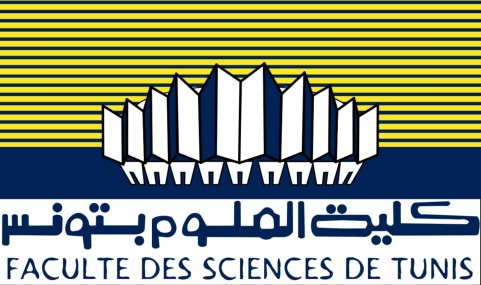 كلية العلوم بتونس
FACULTE DES SCIENCES DE TUNIS